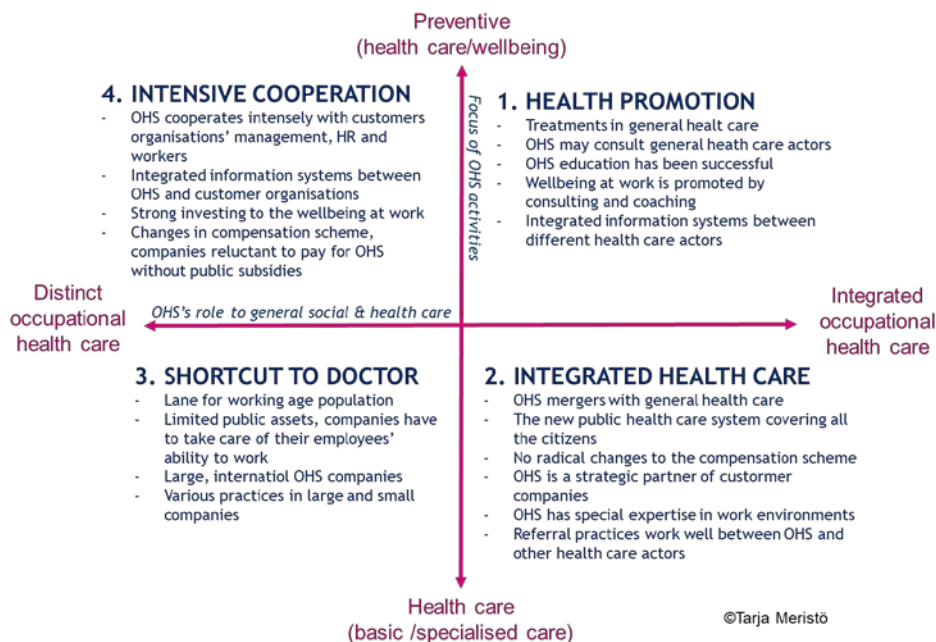 Preventive
(health care/wellbeing)
4. INTENSIVE COOPERATION
- OHS cooperates intensely with customers
organisations' management, HR and
workers
- Integrated information systems between
OHS and customer organisations
- Strong investing to the wellbeing at work
- Changes in compensation scheme,
companies reluctant to pay for OHS
without public subsidies
Focus of OHS
activities
1. HEALTH PROMOTION
- Treatments in general healt care
- OHS may consult general heath care actors
- OHS education has been successful
- Wellbeing at work is promoted by
consulting and coaching
- Integrated information systems between
different health care actors
Distinct
occupational
health care
OHS's role to general social & health care
Integrated
occupational
health care
3. SHORTCUT TO DOCTOR
- Lane for working age population
- Limited public assets, companies have
to take care of their employees'
ability to work
- Large, internatiol OHS companies
- Various practices in large and small
companies
2. INTEGRATED HEALTH CARE
- OHS mergers with general health care
- The new public health care system covering all
the citizens
- No radical changes to the compensation scheme
- OHS is a strategic partner of custormer
companies
- OHS has special expertise in work environments
- Referral practices work well between OHS and
other health care actors
Health care
(basic /specialised care)
©Tarja Meristö